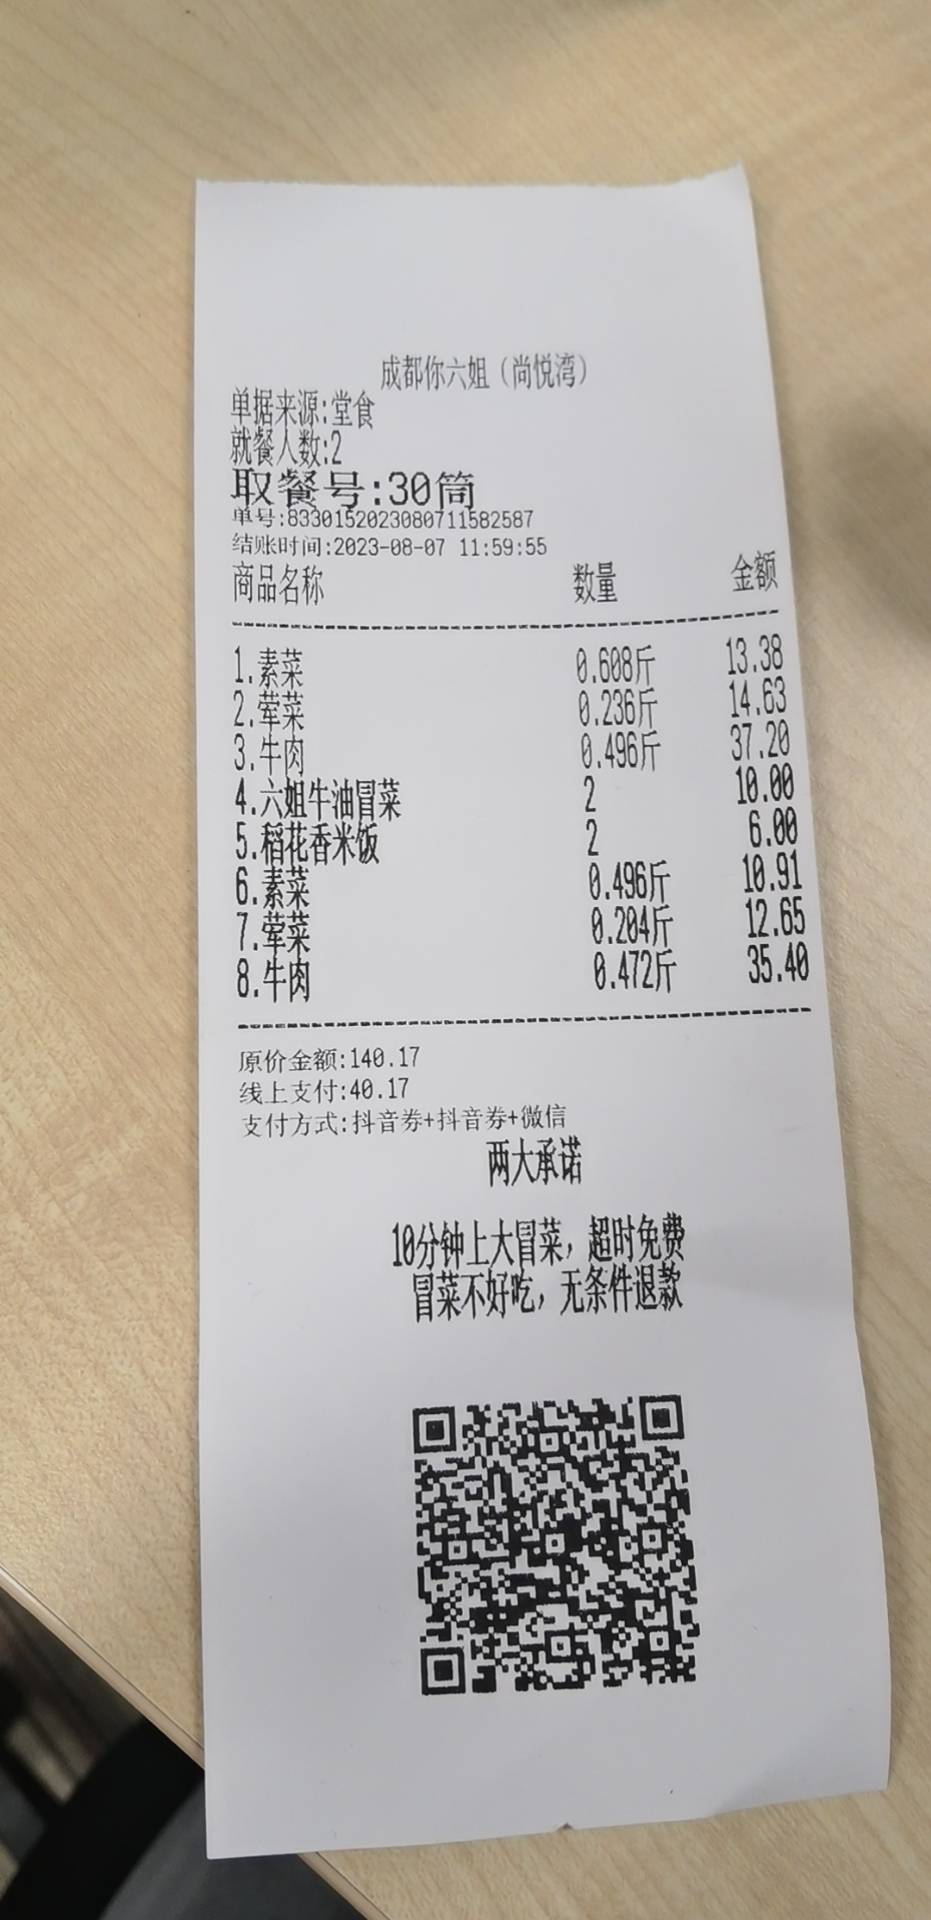 成都你六姐（尚悦湾）
单据来源:堂食
就餐人数:2
取餐号:30筒
单号:8330152023080711582587
结账时间:2023-08-07 11:59:55
商品名称 数量 金额
1.素菜 0.608斤 13.38
2.荤菜 0.236斤 14.63
3.牛肉 0.496斤 37.20
4.六姐牛油冒菜 2 10.00
5.稻花香米饭 2 6.00
6.素菜 0.496斤 10.91
7.荤菜 0.204斤 12.65
8.牛肉 0.472斤 35.40
原价金额:140.17
线上支付:40.17
支付方式:抖音券+抖音券+微信
两大承诺
10分钟上大冒菜，超时免费
冒菜不好吃，无条件退款